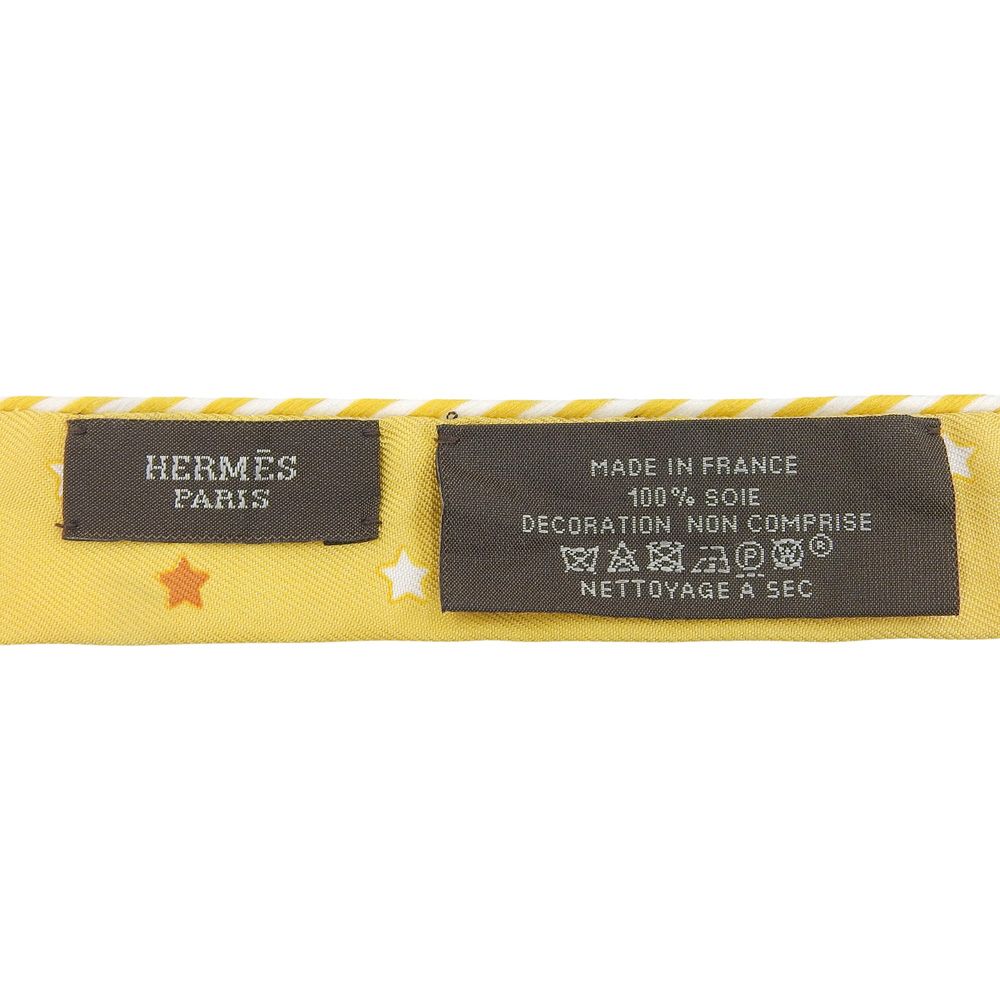 HERMÈS
PARIS
MADE IN FRANCE
100% SOIE
DECORATION NON COMPRISE
P W ®
NETTOYAGE A SEC